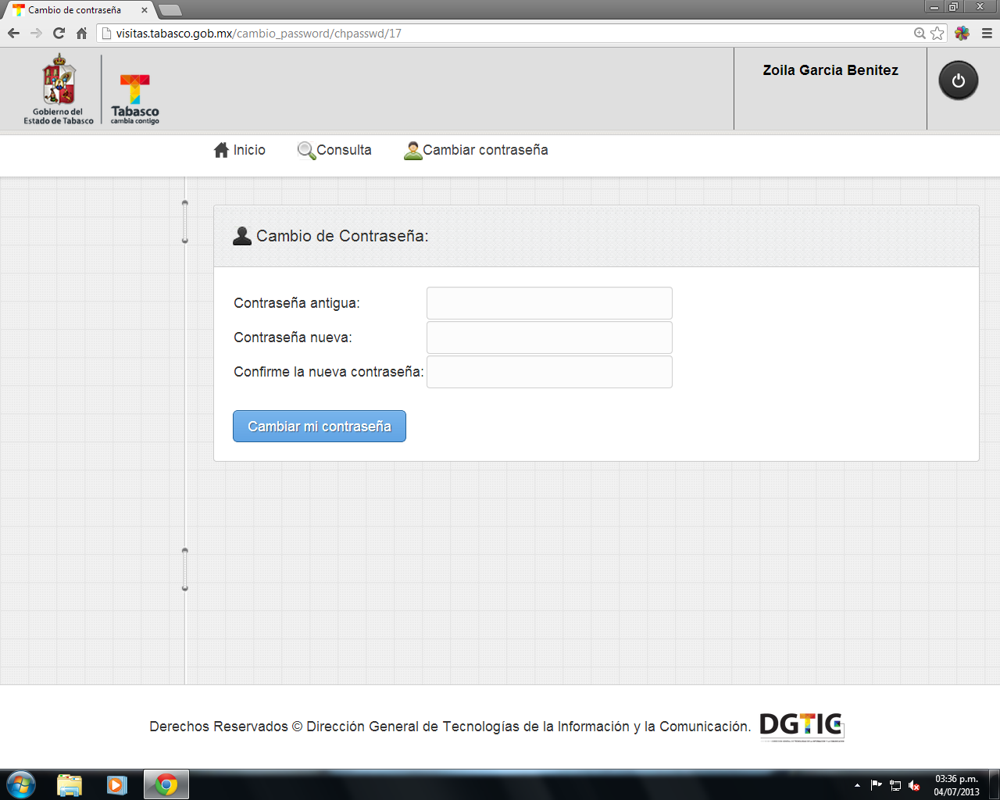 Cambio de contraseña
visitas.tabasco.gob.mx/cambio_password/chpasswd/17
Gobierno del
Estado de Tabasco
Tabasco
cambia contigo
Zoila Garcia Benitez
Inicio
Consulta
Cambiar contraseña
Cambio de Contraseña:
Contraseña antigua:
Contraseña nueva:
Confirme la nueva contraseña:
Cambiar mi contraseña
Derechos Reservados © Dirección General de Tecnologías de la Información y la Comunicación.
DGTIC
03:36 p.m.
04/07/2013